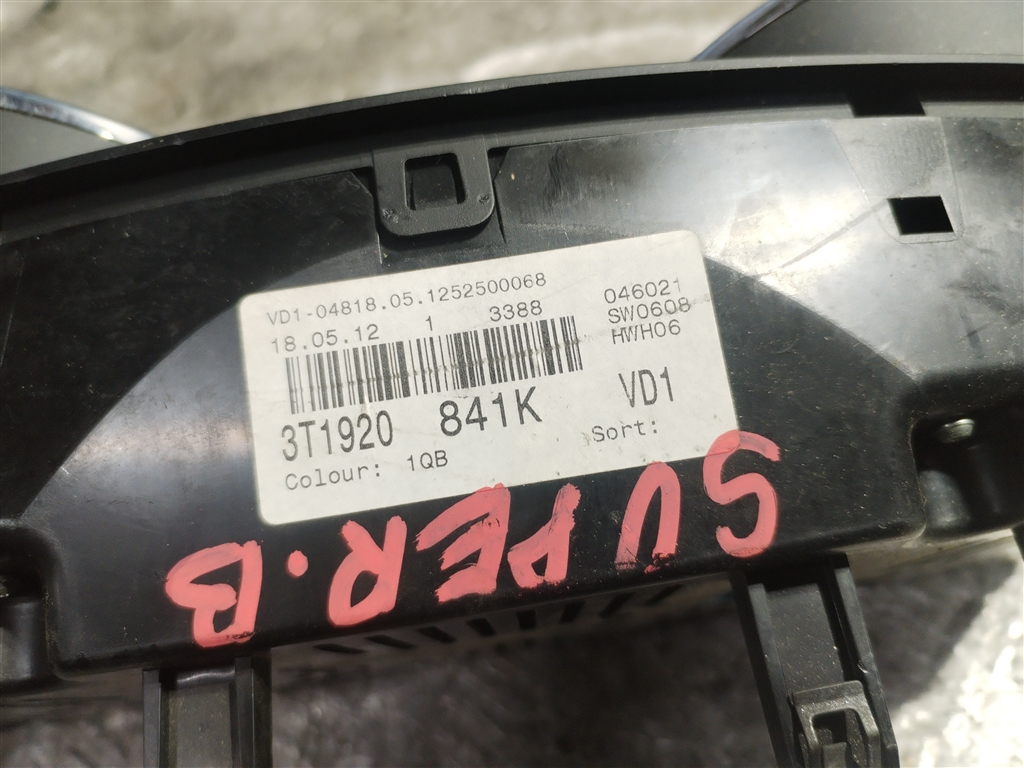 VD1-04818.05.1252500068
18.05.12 1 3388 046021
SW0608
HWH06
3T1920 841K VD1
Colour: 1QB Sort:
SUPER.B